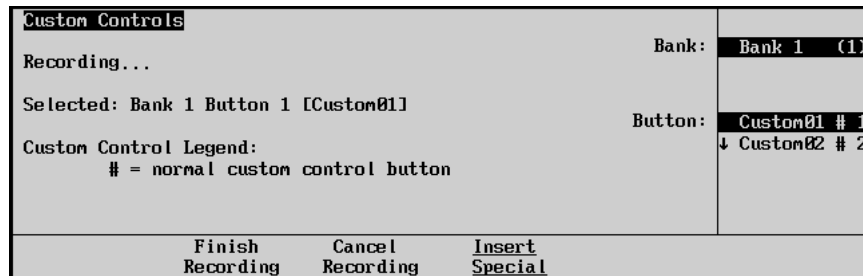 Custom Controls
Bank: Bank 1 (1)
Recording...
Selected: Bank 1 Button 1 [Custom01]
Button: Custom01 # 1
Custom Control Legend: ↓ Custom02 # 2
# = normal custom control button
Finish Cancel Insert
Recording Recording Special